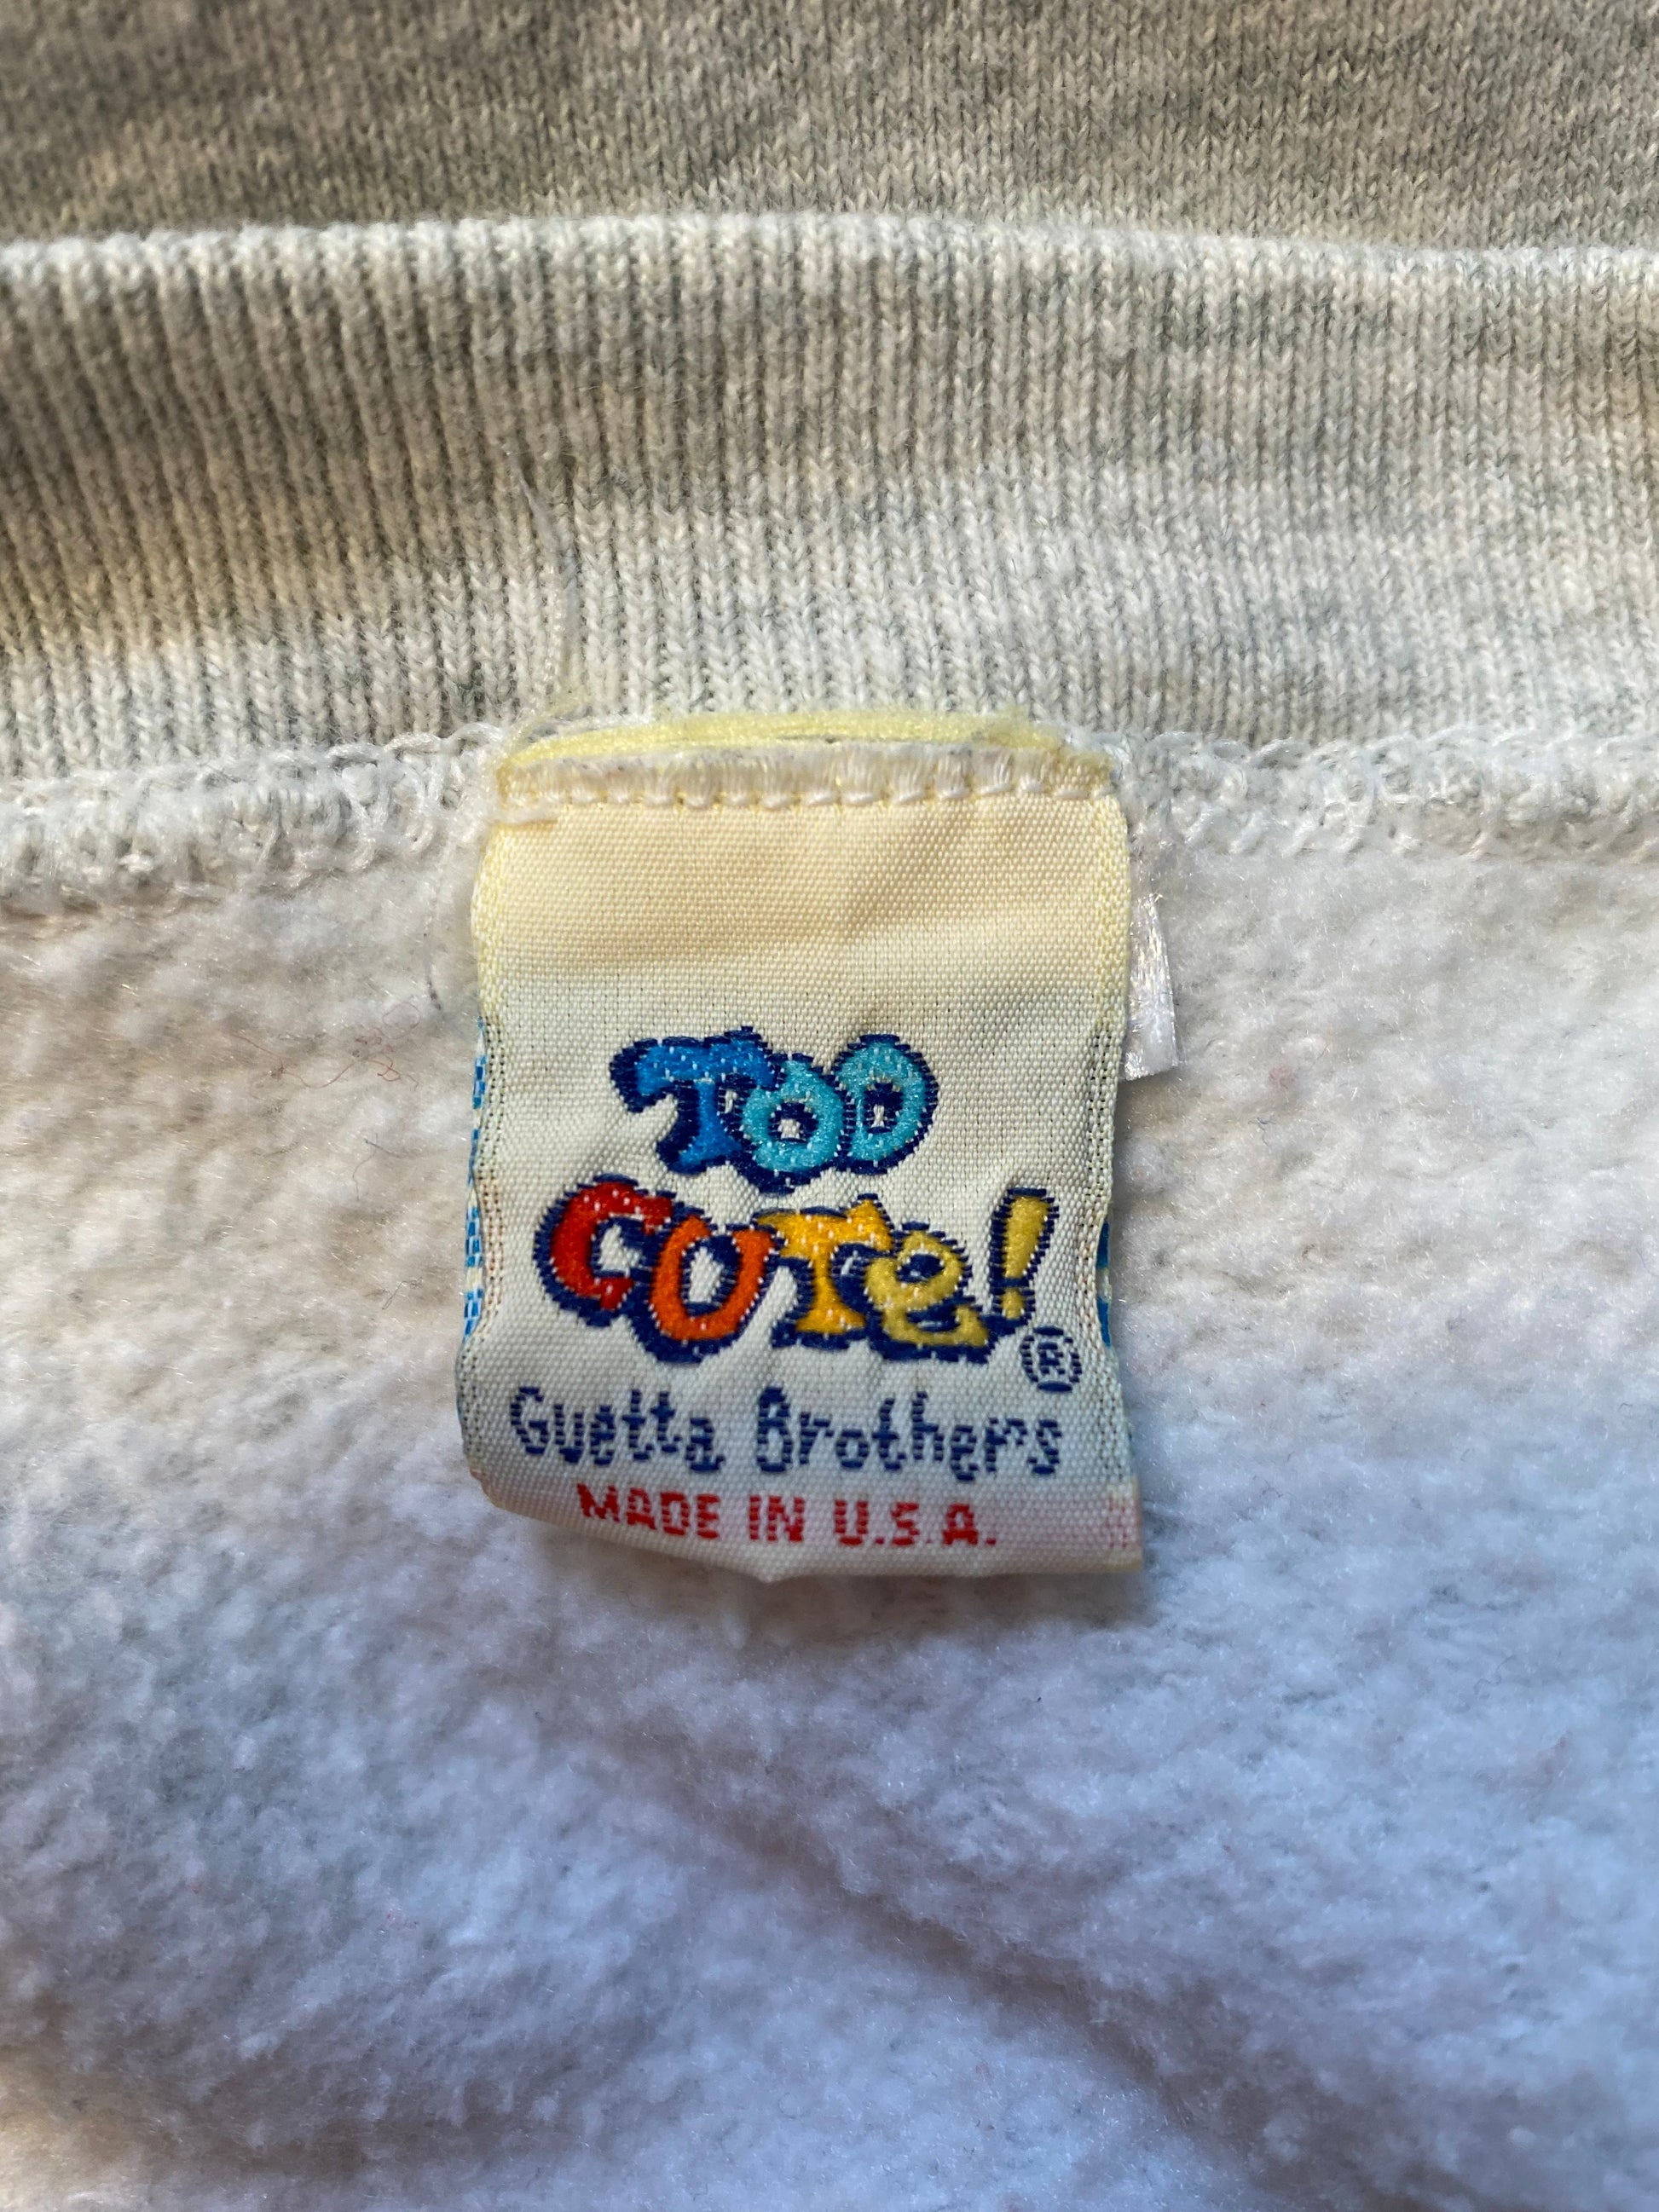 TOO
CUTe!®
Guetta Brothers
MADE IN U.S.A.